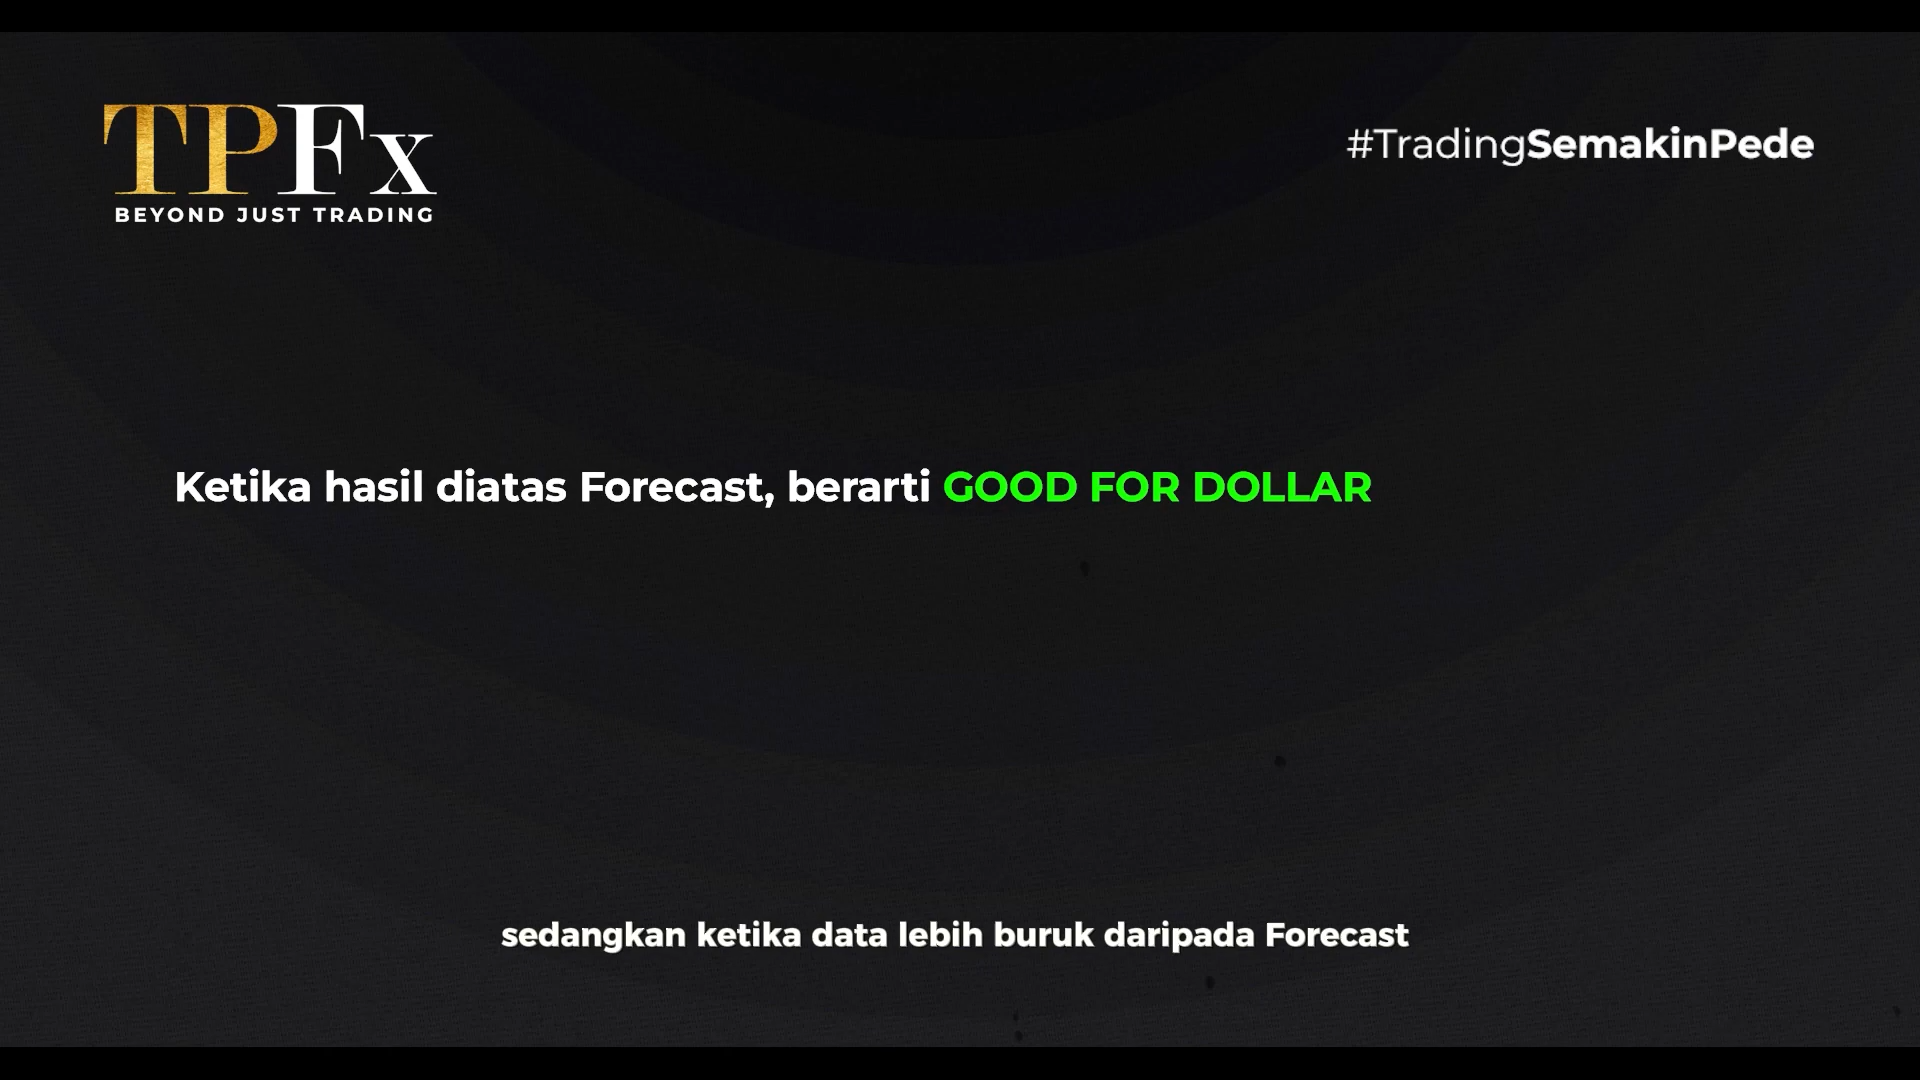 TPFx
BEYOND JUST TRADING
#TradingSemakinPede
Ketika hasil diatas Forecast, berarti GOOD FOR DOLLAR
sedangkan ketika data lebih buruk daripada Forecast